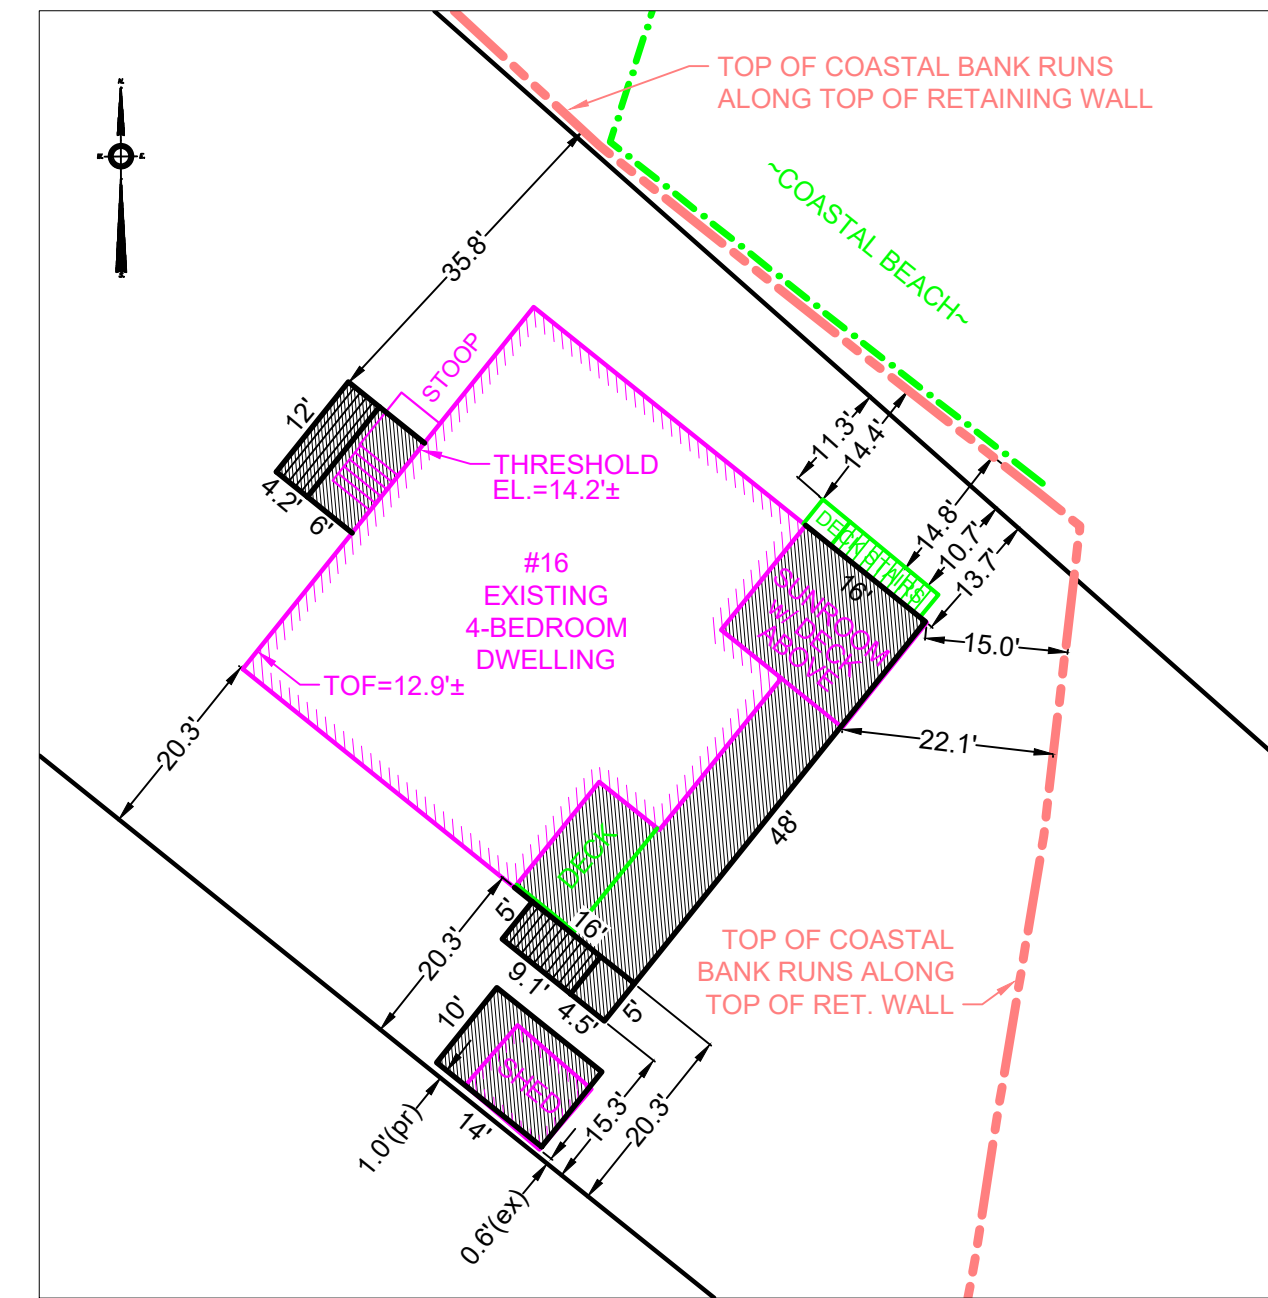 TOP OF COASTAL BANK RUNS
ALONG TOP OF RETAINING WALL
~COASTAL BEACH~
35.8'
STOOP
12'
4.2'
6'
THRESHOLD
EL.=14.2'±
11.3'
14.4'
14.8'
10.7'
13.7'
15.0'
DECK STAIRS
16'
SUNROOM
w/ DECK
ABOVE
#16
EXISTING
4-BEDROOM
DWELLING
TOF=12.9'±
20.3'
22.1'
48'
DECK
5'
16'
9.1'
4.5'
5'
20.3'
TOP OF COASTAL
BANK RUNS ALONG
TOP OF RET. WALL
10'
SHED
14'
1.0'(pr)
0.6'(ex)
15.3'
20.3'